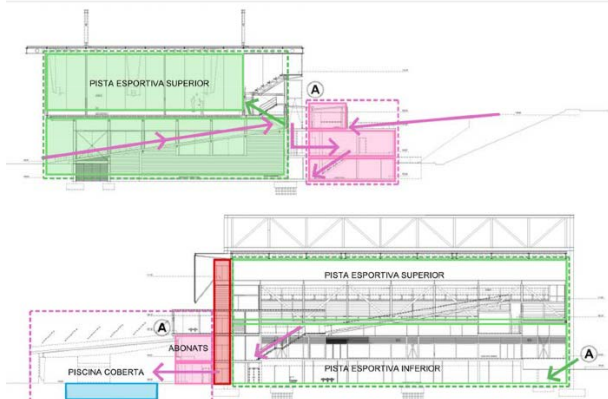 PISTA ESPORTIVA SUPERIOR
A
PISTA ESPORTIVA SUPERIOR
A
ABONATS
A
PISCINA COBERTA
PISTA ESPORTIVA INFERIOR